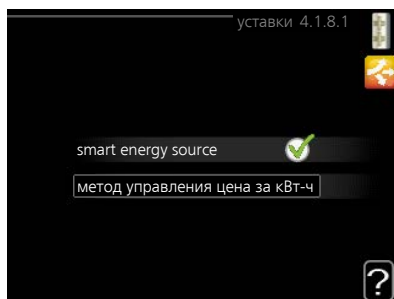 уставки 4.1.8.1
smart energy source
метод управления цена за кВт-ч
?